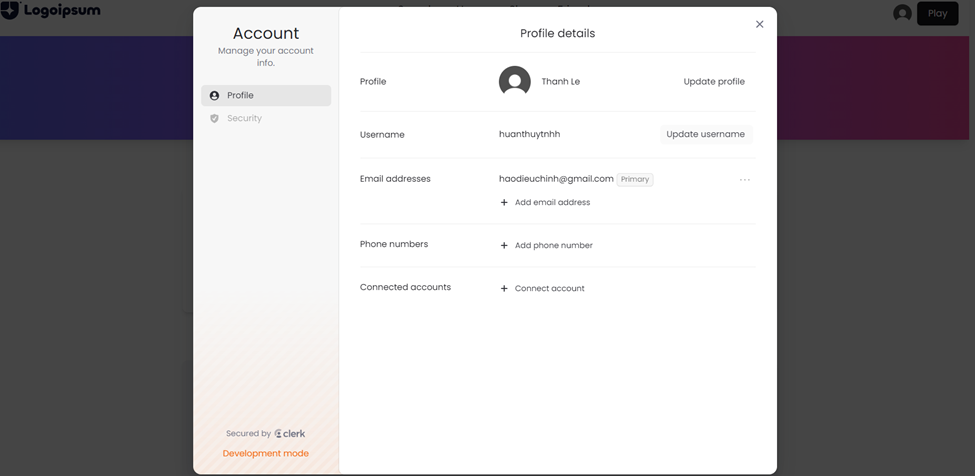 Logoipsum
Play
Account
Manage your account
info.
Profile
Security
Secured by clerk
Development mode
Profile details
Profile
Thanh Le
Update profile
Username
huanthuytnhh
Update username
Email addresses
haodieuchinh@gmail.com Primary
Add email address
Phone numbers
Add phone number
Connected accounts
Connect account